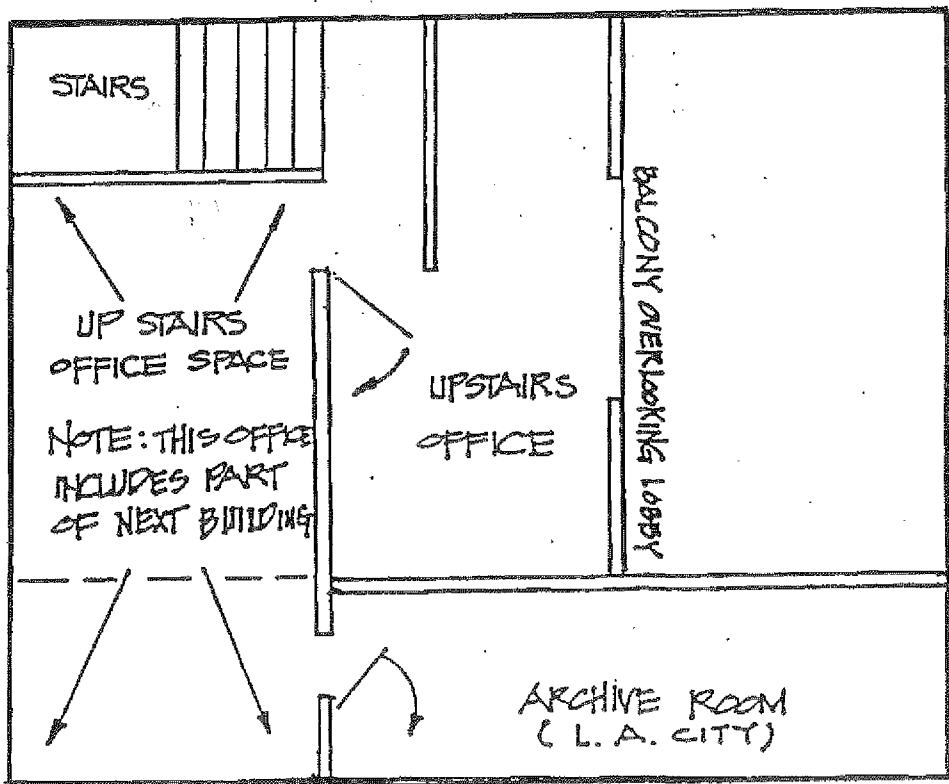 STAIRS
UP STAIRS
OFFICE SPACE
NOTE: THIS OFFICE
INCLUDES PART
OF NEXT BUILDING
UPSTAIRS
OFFICE
BALCONY OVERLOOKING LOBBY
ARCHIVE ROOM
( L. A. CITY)